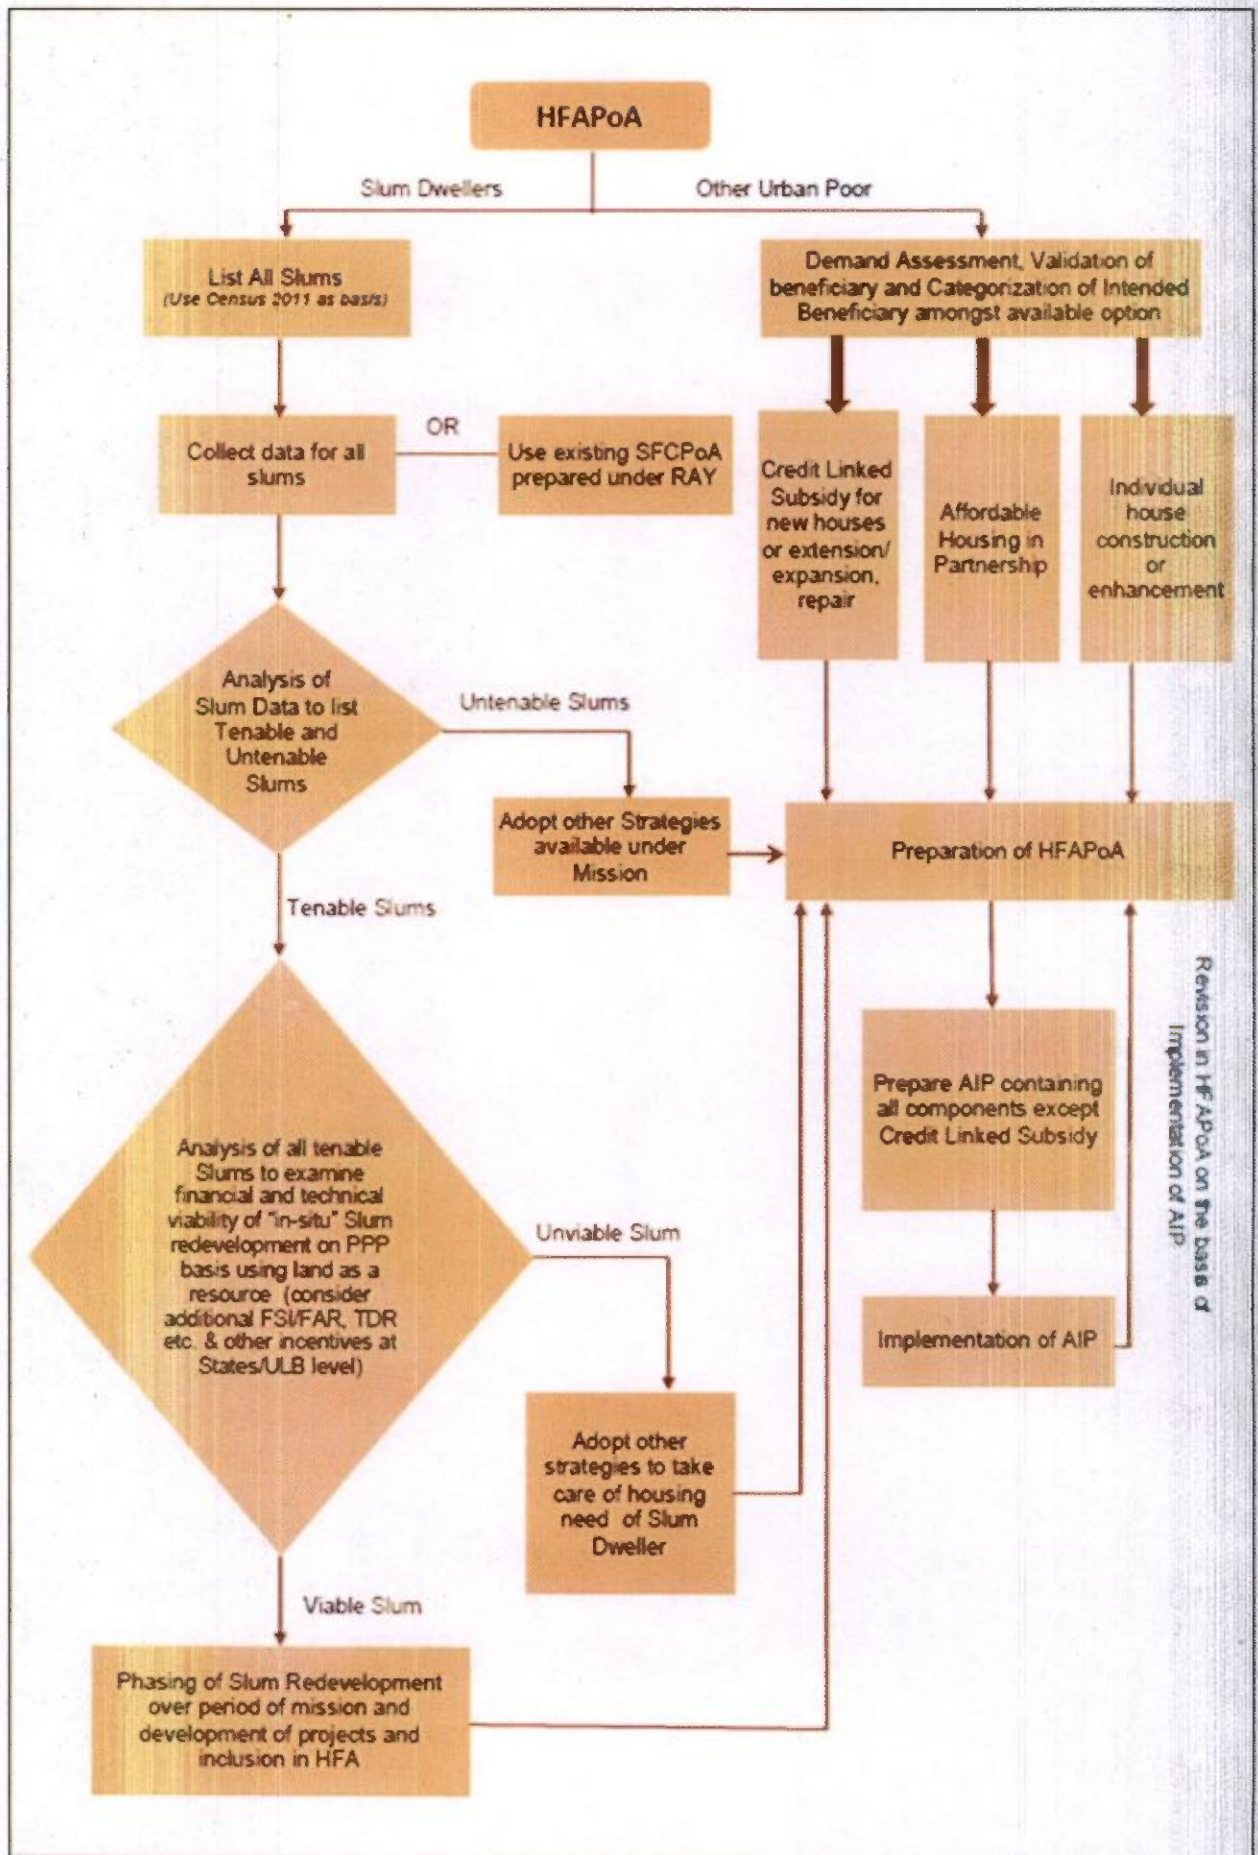 HFAPoA
Slum Dwellers
Other Urban Poor
List All Slums
(Use Census 2011 as basis)
Demand Assessment, Validation of
beneficiary and Categorization of Intended
Beneficiary amongst available option
Collect data for all
slums
OR
Use existing SFCPoA
prepared under RAY
Credit Linked
Subsidy for
new houses
or extension/
expansion,
repair
Affordable
Housing in
Partnership
Individual
house
construction
or
enhancement
Analysis of
Slum Data to list
Tenable and
Untenable
Slums
Untenable Slums
Adopt other Strategies
available under
Mission
Preparation of HFAPoA
Tenable Slums
Analysis of all tenable
Slums to examine
financial and technical
viability of "in-situ" Slum
redevelopment on PPP
basis using land as a
resource (consider
additional FSI/FAR, TDR
etc. & other incentives at
States/ULB level)
Unviable Slum
Prepare AIP containing
all components except
Credit Linked Subsidy
Revision in HFAPoA on the basis of
Implementation of AIP
Implementation of AIP
Adopt other
strategies to take
care of housing
need of Slum
Dweller
Viable Slum
Phasing of Slum Redevelopment
over period of mission and
development of projects and
inclusion in HFA